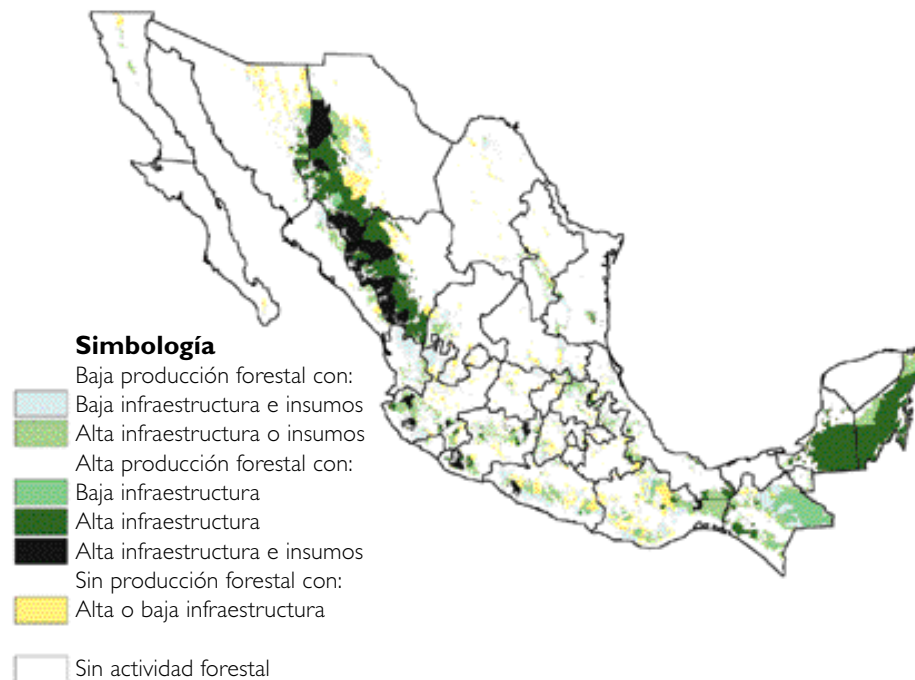 Simbología
Baja producción forestal con:
Baja infraestructura e insumos
Alta infraestructura o insumos
Alta producción forestal con:
Baja infraestructura
Alta infraestructura
Alta infraestructura e insumos
Sin producción forestal con:
Alta o baja infraestructura
Sin actividad forestal